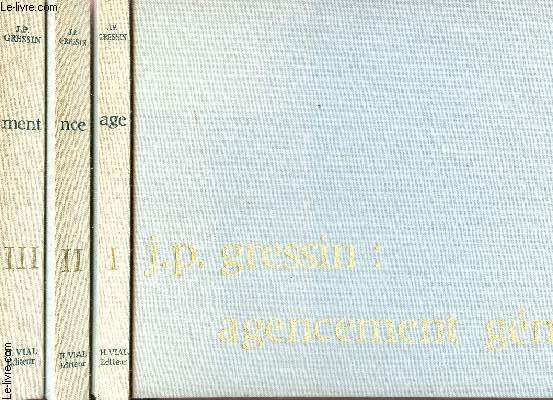 Le-livre.com
J.P.
GRESSIN
ment
III
H. VIAL
Editeur
J.P.
GRESSIN
nce
II
H. VIAL
Editeur
J.P.
GRESSIN
age
I
H. VIAL
Editeur
j.p. gressin :
agencement gén
Le-livre.com